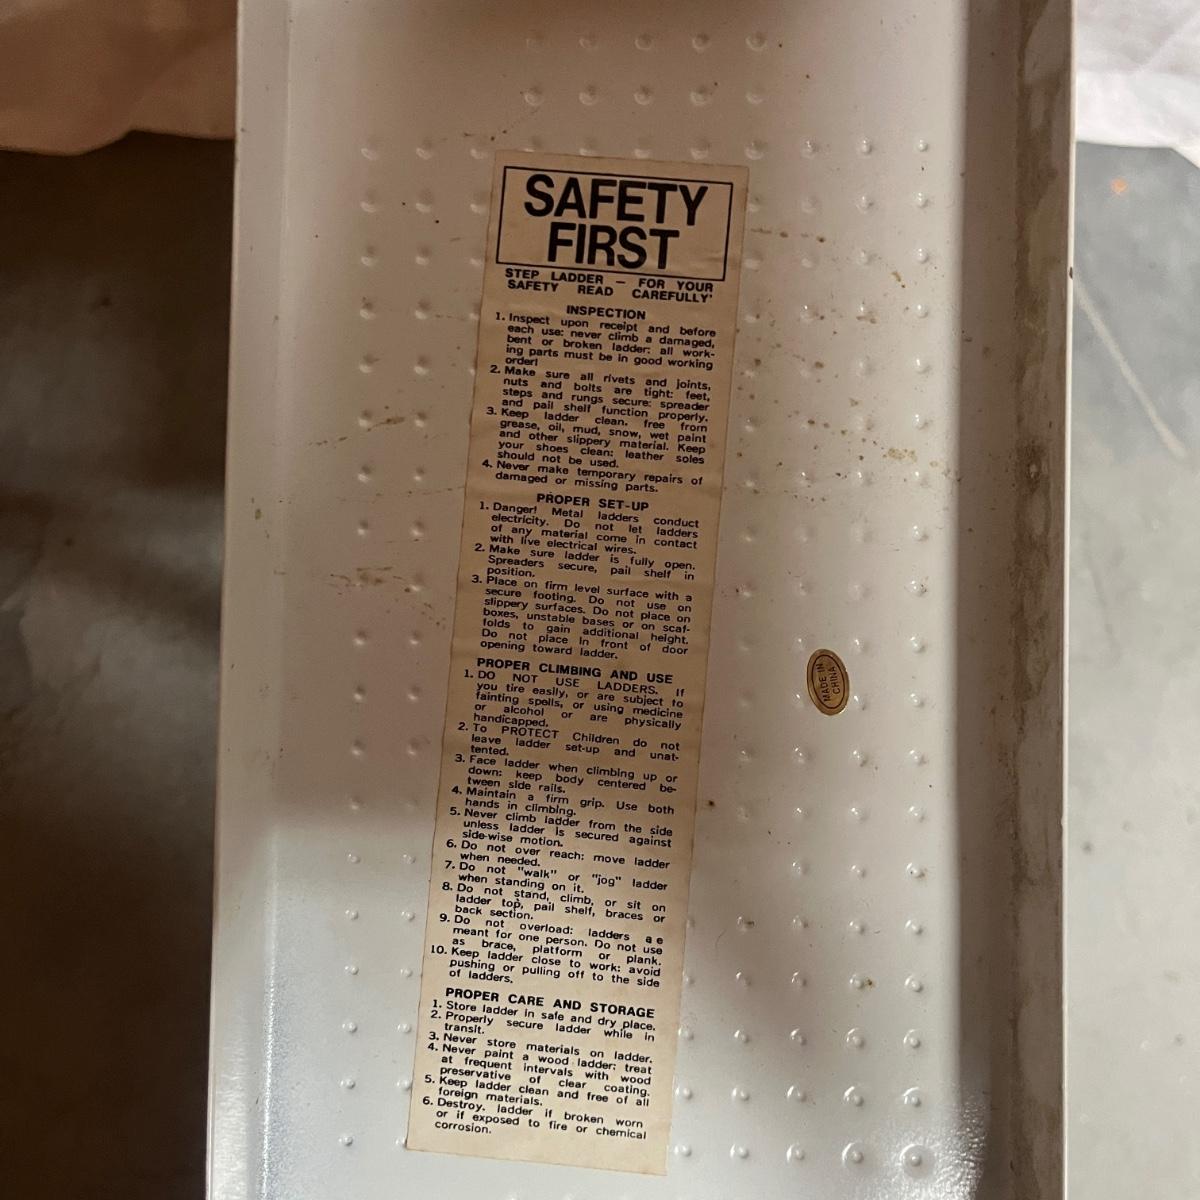 SAFETY
FIRST
STEP LADDER – FOR YOUR
SAFETY READ CAREFULLY'
INSPECTION
1. Inspect upon receipt and before
each use: never climb a damaged,
bent or broken ladder: all work-
ing parts must be in good working
order!
2. Make sure all rivets and joints,
nuts and bolts are tight: feet,
steps and rungs secure: spreader
and pail shelf function properly.
3. Keep ladder clean. free from
grease, oil, mud, snow, wet paint
and other slippery material. Keep
your shoes clean: leather soles
should not be used.
4. Never make temporary repairs of
damaged or missing parts.
PROPER SET-UP
1. Danger! Metal ladders conduct
electricity. Do not let ladders
of any material come in contact
with live electrical wires.
2. Make sure ladder is fully open.
Spreaders secure, pail shelf in
position.
3. Place on firm level surface with a
secure footing. Do not use on
slippery surfaces. Do not place on
boxes, unstable bases or on scaf-
folds to gain additional height.
Do not place in front of door
opening toward ladder.
PROPER CLIMBING AND USE
1. DO NOT USE LADDERS. If
you tire easily, or are subject to
fainting spells, or using medicine
or alcohol or are physically
handicapped.
2. To PROTECT Children do not
leave ladder set-up and unat-
tented.
3. Face ladder when climbing up or
down: keep body centered be-
tween side rails.
4. Maintain a firm grip. Use both
hands in climbing.
5. Never climb ladder from the side
unless ladder is secured against
side-wise motion.
6. Do not over reach: move ladder
when needed.
7. Do not "walk" or "jog" ladder
when standing on it.
8. Do not stand, climb, or sit on
ladder top, pail shelf, braces or
back section.
9. Do not overload: ladders a e
meant for one person. Do not use
as brace, platform or plank.
10. Keep ladder close to work: avoid
pushing or pulling off to the side
of ladders.
PROPER CARE AND STORAGE
1. Store ladder in safe and dry place.
2. Properly secure ladder while in
transit.
3. Never store materials on ladder.
4. Never paint a wood ladder: treat
at frequent intervals with wood
preservative of clear coating.
5. Keep ladder clean and free of all
foreign materials.
6. Destroy. ladder if broken worn
or if exposed to fire or chemical
corrosion.
MADE IN
CHINA